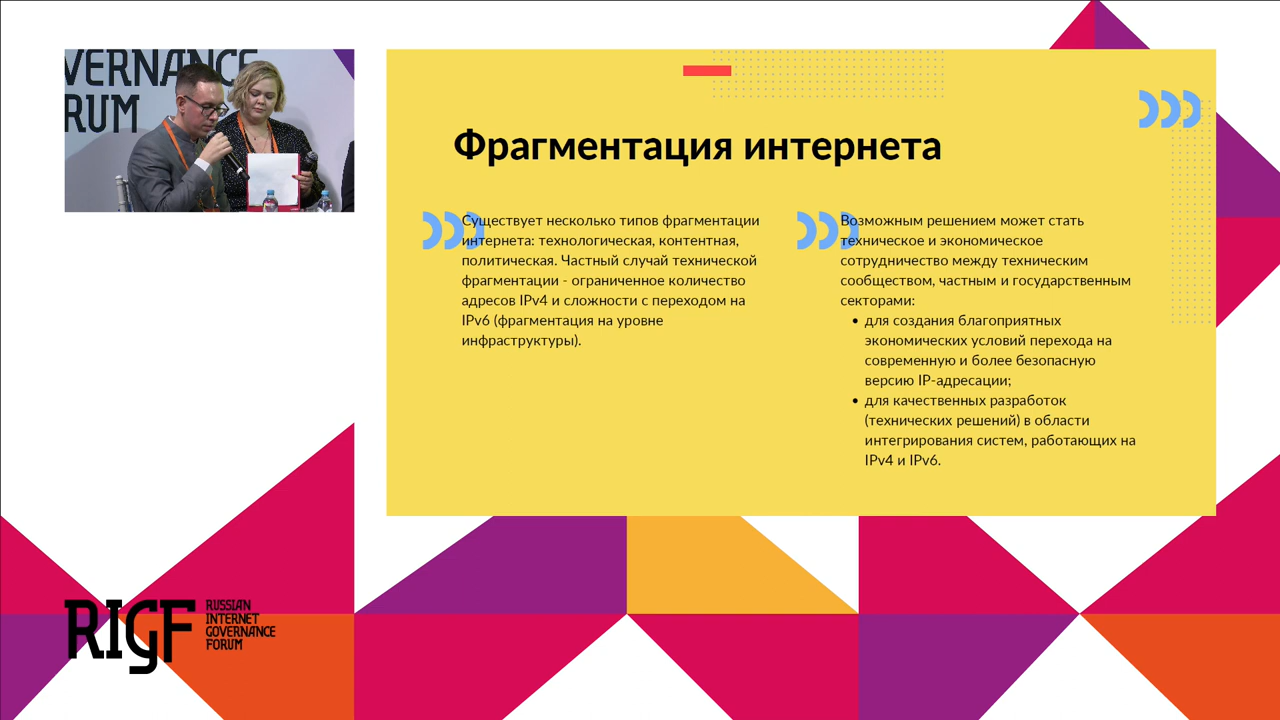 VERNANCE
RUM
Фрагментация интернета
Существует несколько типов фрагментации
интернета: технологическая, контентная,
политическая. Частный случай технической
фрагментации - ограниченное количество
адресов IPv4 и сложности с переходом на
IPv6 (фрагментация на уровне
инфраструктуры).
Возможным решением может стать
техническое и экономическое
сотрудничество между техническим
сообществом, частным и государственным
секторами:
• для создания благоприятных
экономических условий перехода на
современную и более безопасную
версию IP-адресации;
• для качественных разработок
(технических решений) в области
интегрирования систем, работающих на
IPv4 и IPv6.
RIGF
RUSSIAN
INTERNET
GOVERNANCE
FORUM